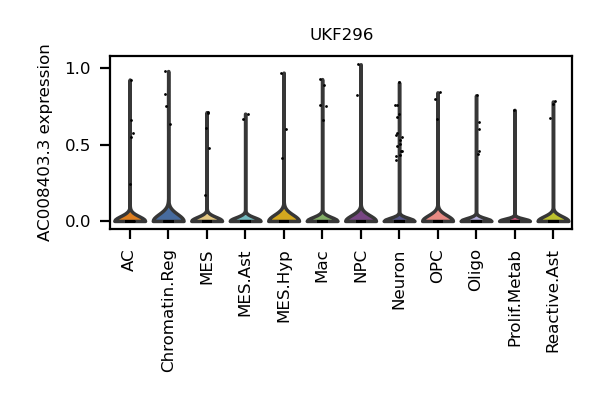 UKF296
AC008403.3 expression
1.0
0.5
0.0
AC
Chromatin.Reg
MES
MES.Ast
MES.Hyp
Mac
NPC
Neuron
OPC
Oligo
Prolif.Metab
Reactive.Ast